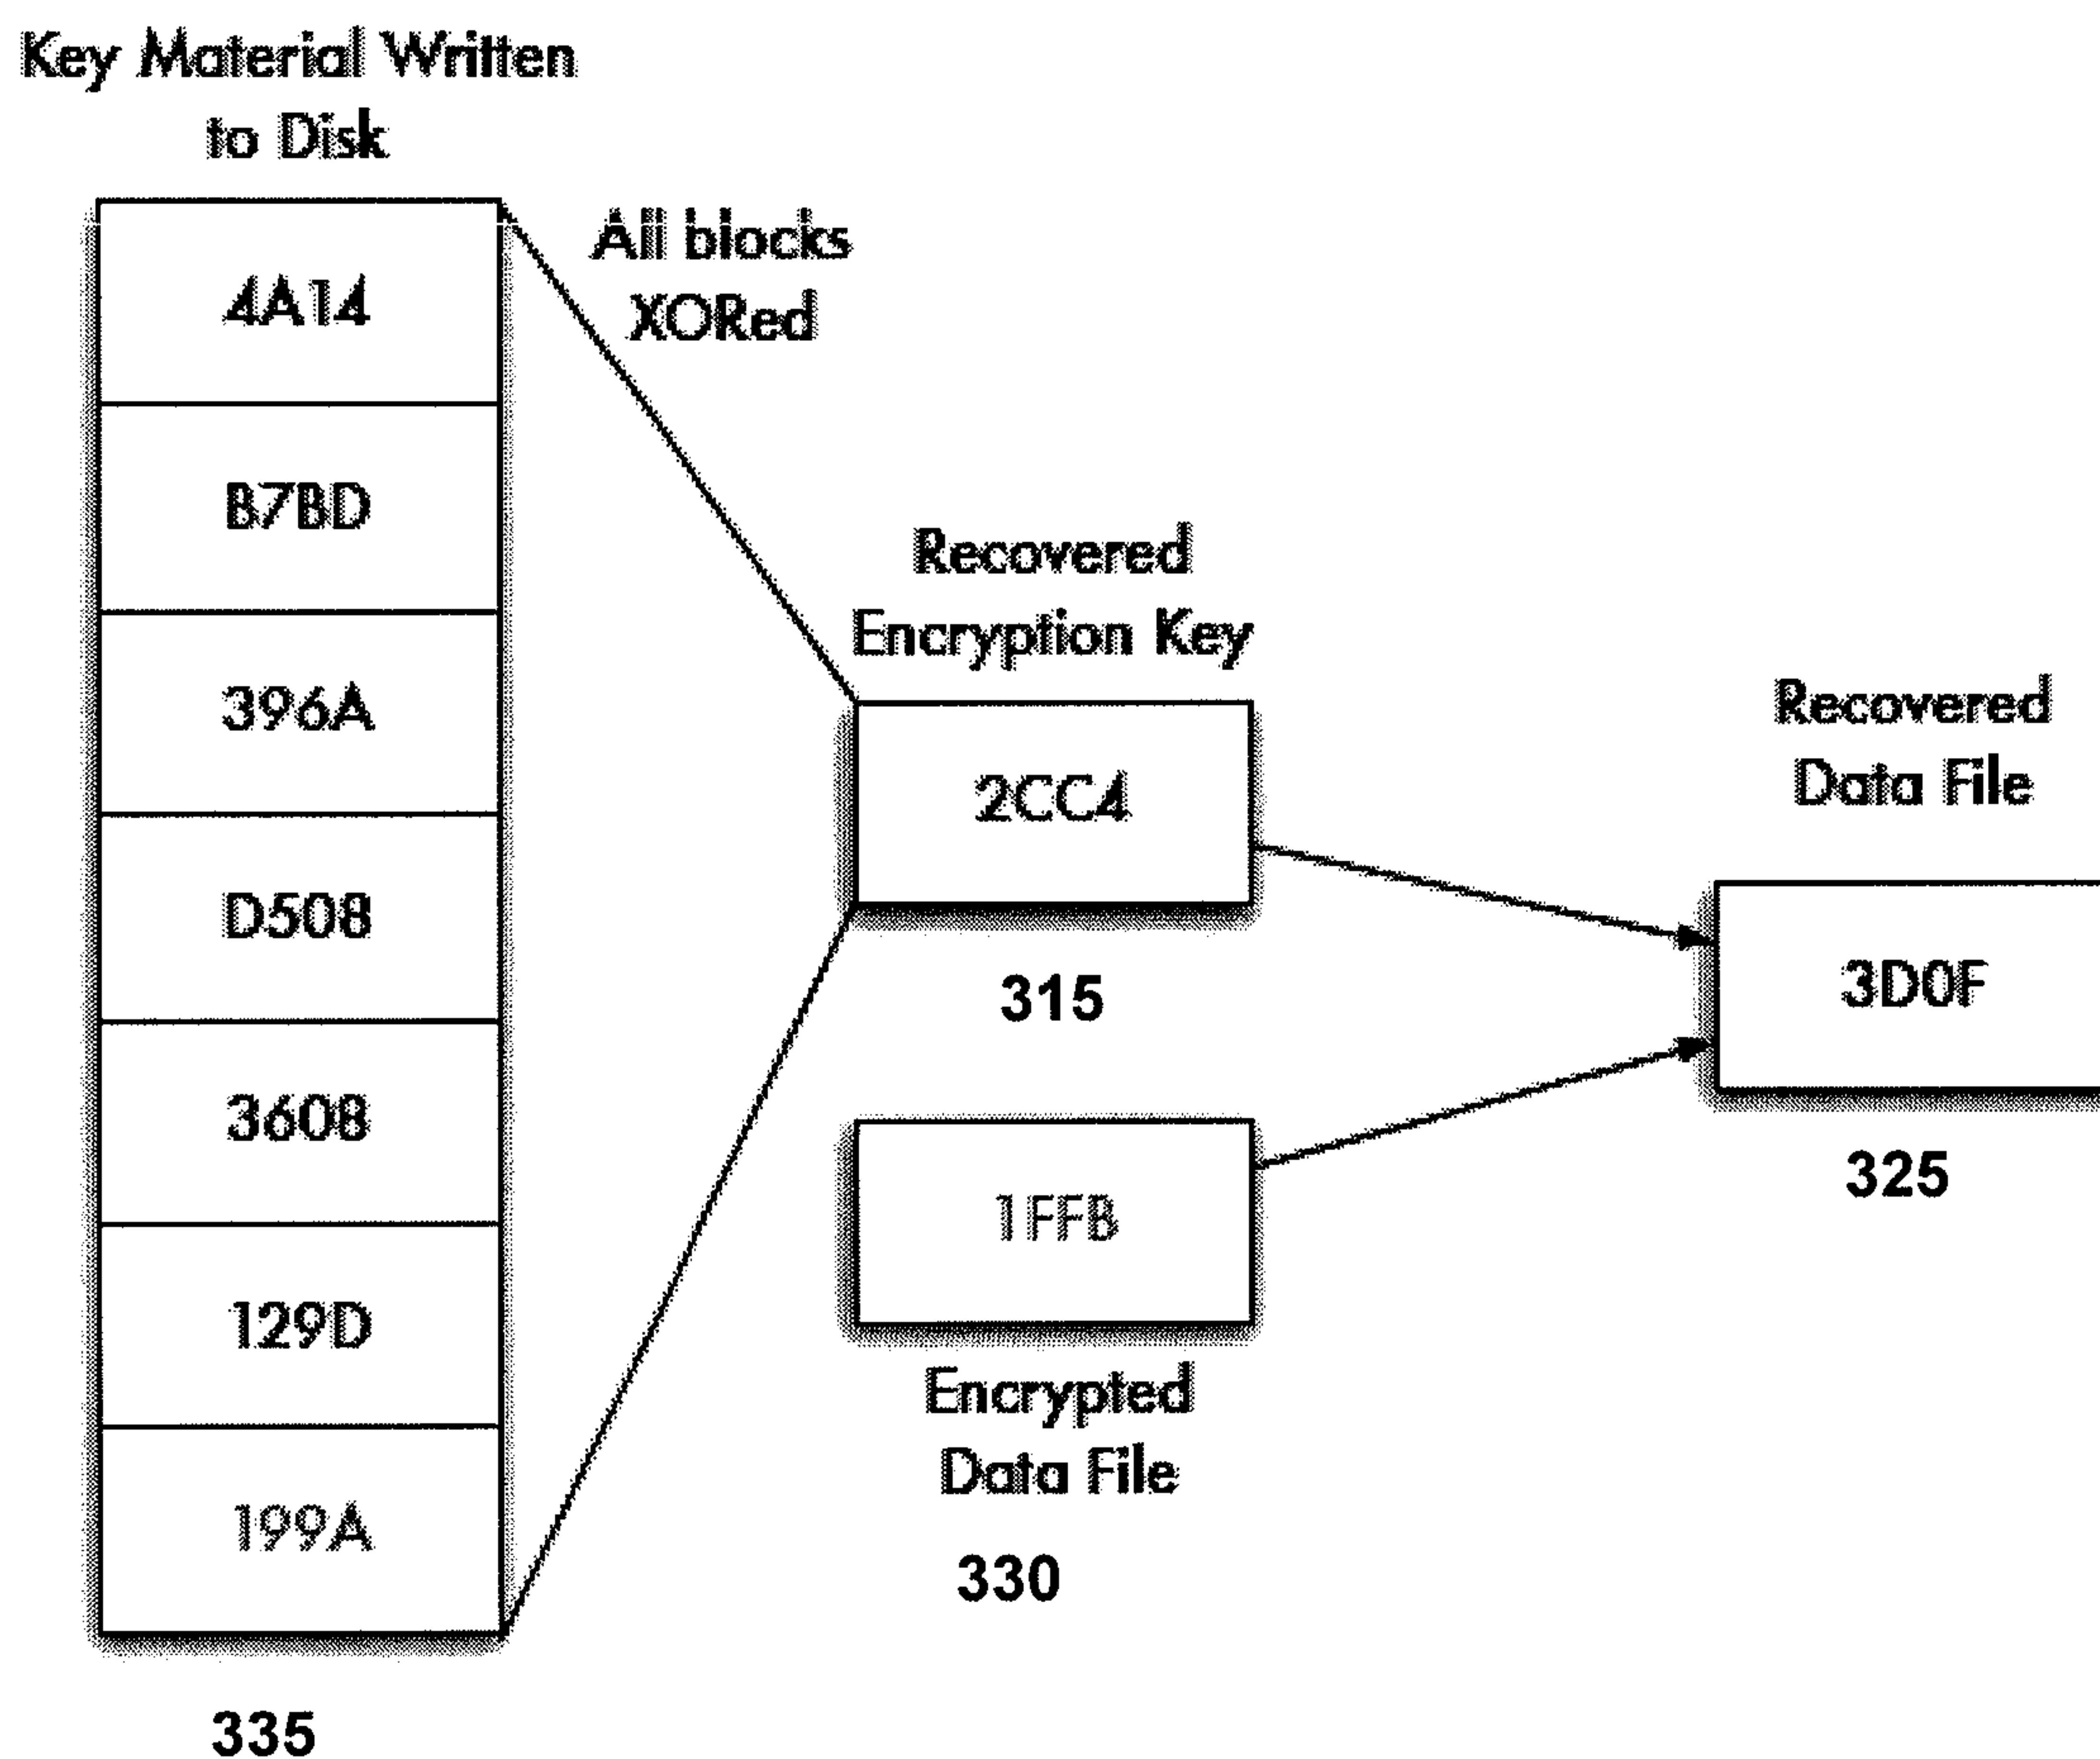 Key Material Written
to Disk
All blocks
XORed
4A14
B7BD
396A
D508
3608
129D
199A
335
Recovered
Encryption Key
2CC4
315
1FFB
Encrypted
Data File
330
Recovered
Data File
3D0F
325